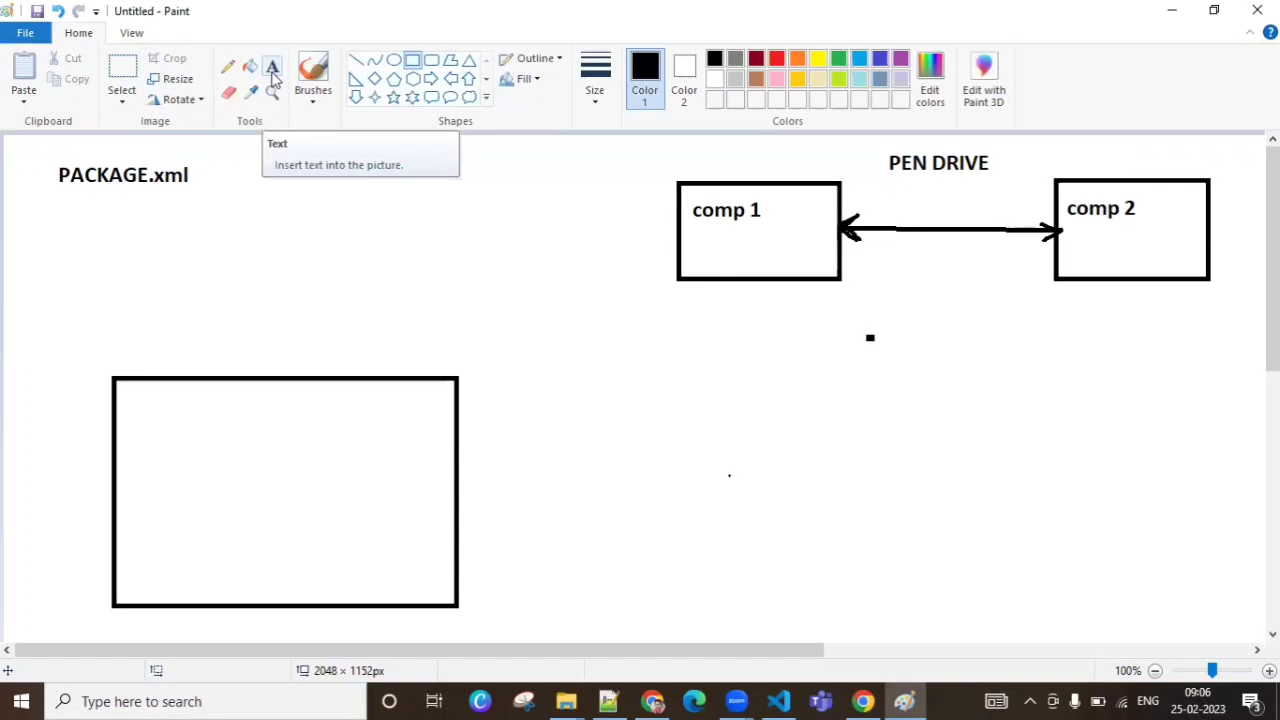 Untitled - Paint
File
Home
View
Paste
Cut
Copy
Clipboard
Select
Crop
Resize
Rotate
Image
A
Tools
Brushes
Shapes
Outline
Fill
Size
Color 1
Color 2
Edit colors
Colors
Edit with Paint 3D
Text
Insert text into the picture.
PACKAGE.xml
PEN DRIVE
comp 1
comp 2
2048 × 1152px
100%
Type here to search
zoom
ENG
09:06
25-02-2023
3